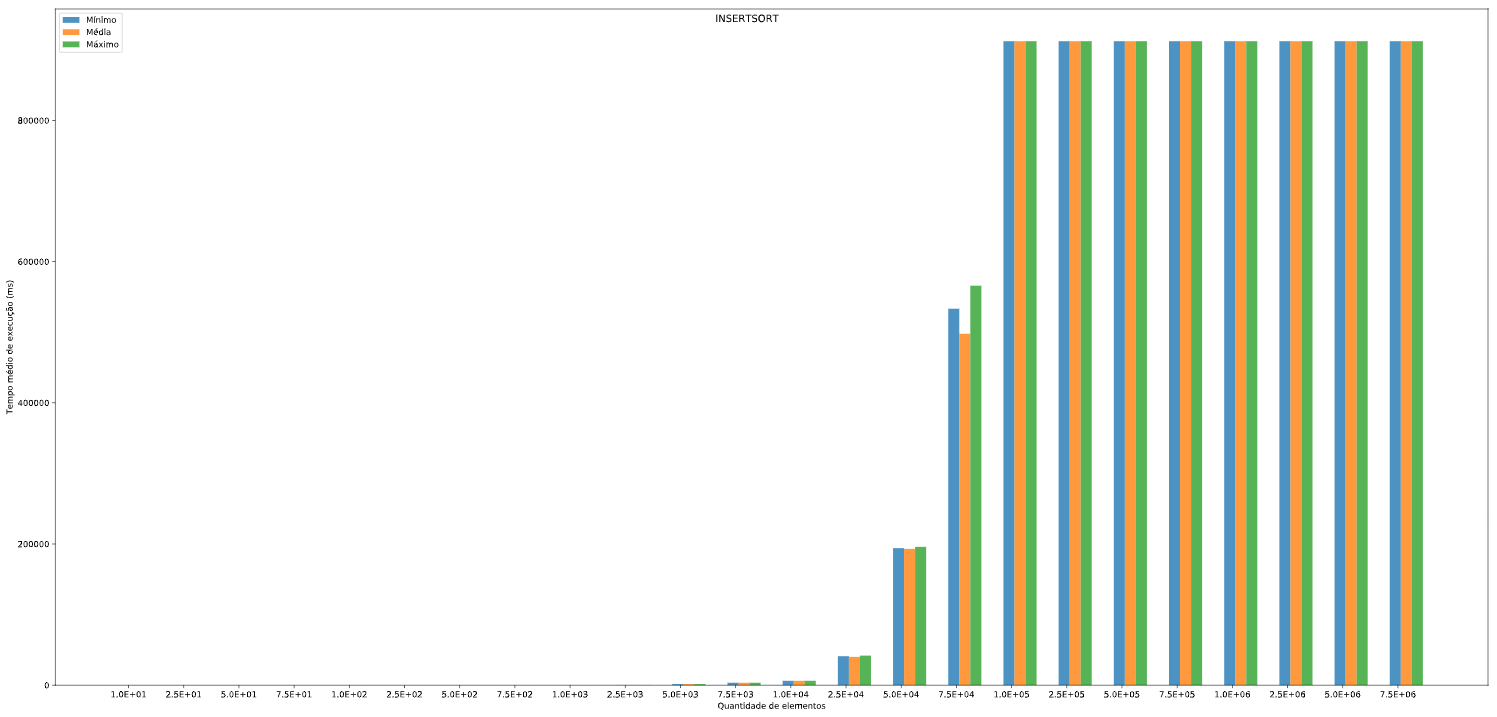 INSERTSORT
Mínimo
Média
Máximo
800000
600000
400000
200000
0
Tempo médio de execução (ms)
1.0E+01 2.5E+01 5.0E+01 7.5E+01 1.0E+02 2.5E+02 5.0E+02 7.5E+02 1.0E+03 2.5E+03 5.0E+03 7.5E+03 1.0E+04 2.5E+04 5.0E+04 7.5E+04 1.0E+05 2.5E+05 5.0E+05 7.5E+05 1.0E+06 2.5E+06 5.0E+06 7.5E+06
Quantidade de elementos